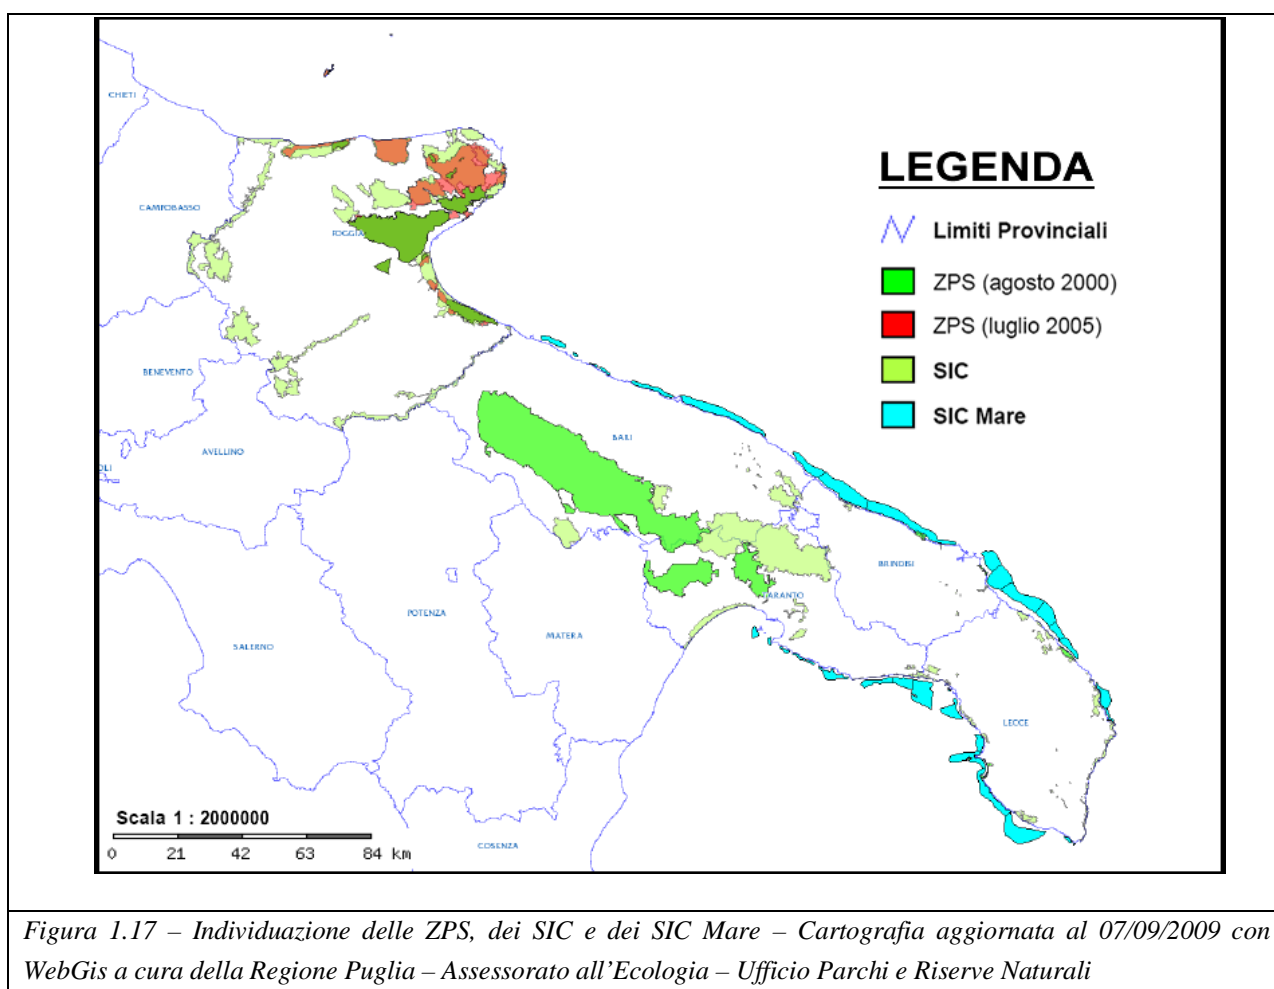 CHIETI
CAMPOBASSO
FOGGIA
BENEVENTO
AVELLINO
OLI
BARI
POTENZA
MATERA
SALERNO
TARANTO
BRINDISI
LECCE
COSENZA
LEGENDA
Limiti Provinciali
ZPS (agosto 2000)
ZPS (luglio 2005)
SIC
SIC Mare
Scala 1 : 2000000
0 21 42 63 84 km
Figura 1.17 – Individuazione delle ZPS, dei SIC e dei SIC Mare – Cartografia aggiornata al 07/09/2009 con
WebGis a cura della Regione Puglia – Assessorato all’Ecologia – Ufficio Parchi e Riserve Naturali